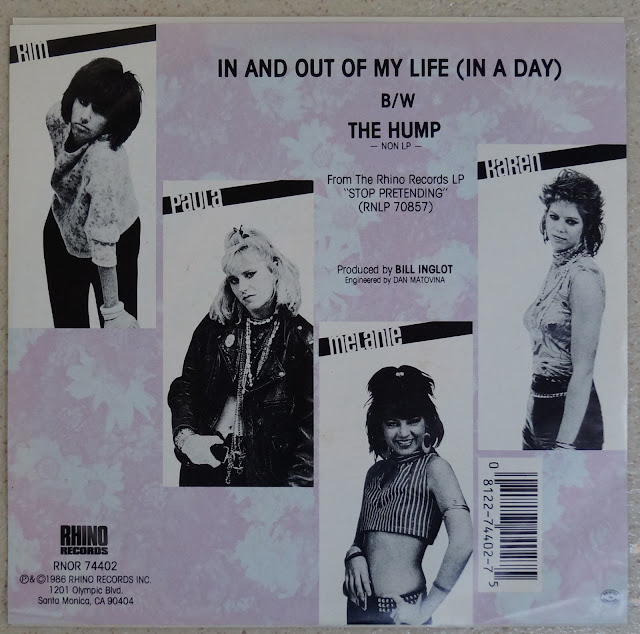 KIM
IN AND OUT OF MY LIFE (IN A DAY)
B/W
THE HUMP
— NON LP —
From The Rhino Records LP
"STOP PRETENDING"
(RNLP 70857)
Produced by BILL INGLOT
Engineered by DAN MATOVINA
PaULa
KaRen
MeLanIe
0 8122-74402-7 5
RHINO
RECORDS
RNOR 74402
℗&©1986 RHINO RECORDS INC.
1201 Olympic Blvd.
Santa Monica, CA 90404